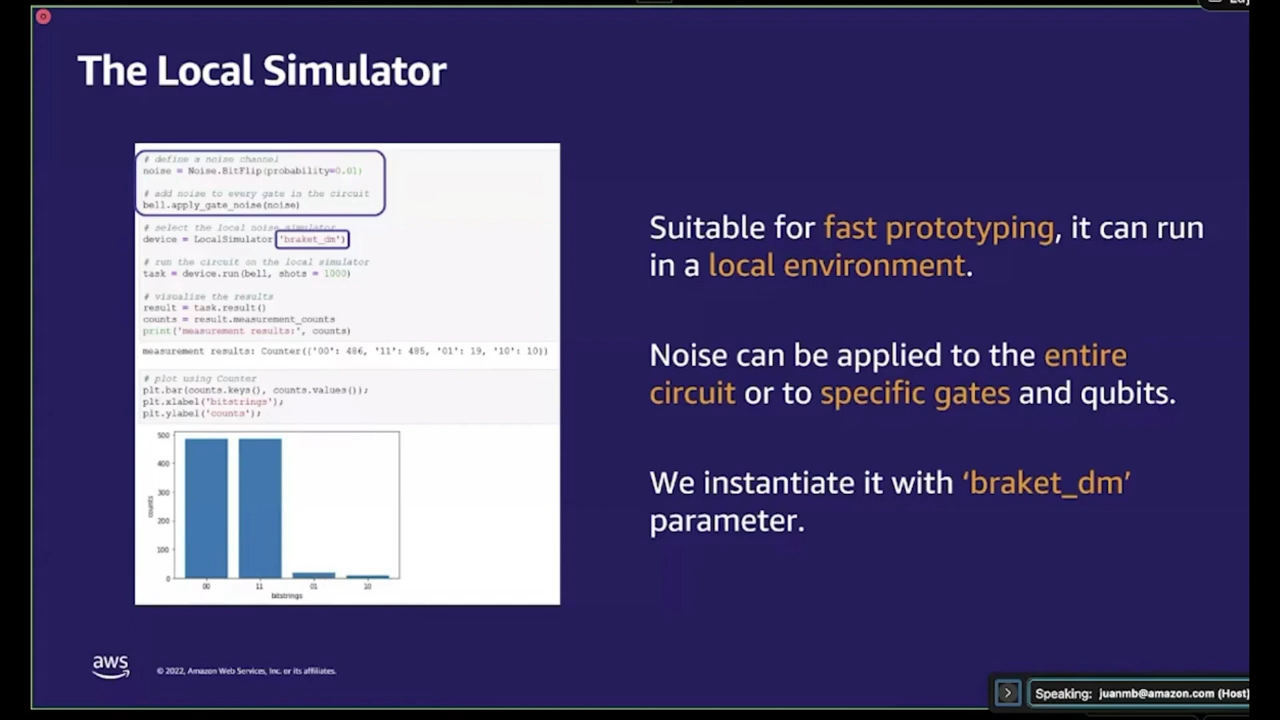 The Local Simulator
# define a noise channel
noise = Noise.BitFlip(probability=0.01)
# add noise to every gate in the circuit
bell.apply_gate_noise(noise)
# select the local noise simulator
device = LocalSimulator('braket_dm')
# run the circuit on the local simulator
task = device.run(bell, shots = 1000)
# visualize the results
result = task.result()
counts = result.measurement_counts
print('measurement results:', counts)
measurement results: Counter({'00': 486, '11': 485, '01': 19, '10': 10})
# plot using Counter
plt.bar(counts.keys(), counts.values());
plt.xlabel('bitstrings');
plt.ylabel('counts');
500
400
300
200
100
0
counts
00 11 01 10
bitstrings
Suitable for fast prototyping, it can run
in a local environment.
Noise can be applied to the entire
circuit or to specific gates and qubits.
We instantiate it with ‘braket_dm’
parameter.
aws
© 2022, Amazon Web Services, Inc. or its affiliates.
Speaking: juanmb@amazon.com (Host)